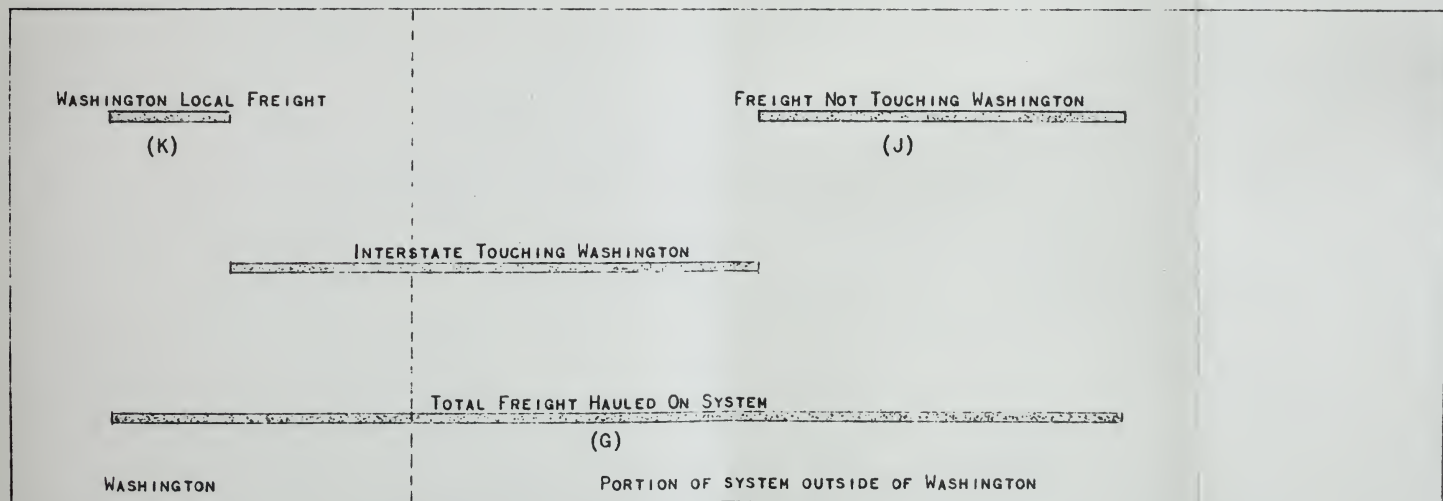 WASHINGTON LOCAL FREIGHT
FREIGHT NOT TOUCHING WASHINGTON
(K)
(J)
INTERSTATE TOUCHING WASHINGTON
TOTAL FREIGHT HAULED ON SYSTEM
(G)
WASHINGTON
PORTION OF SYSTEM OUTSIDE OF WASHINGTON